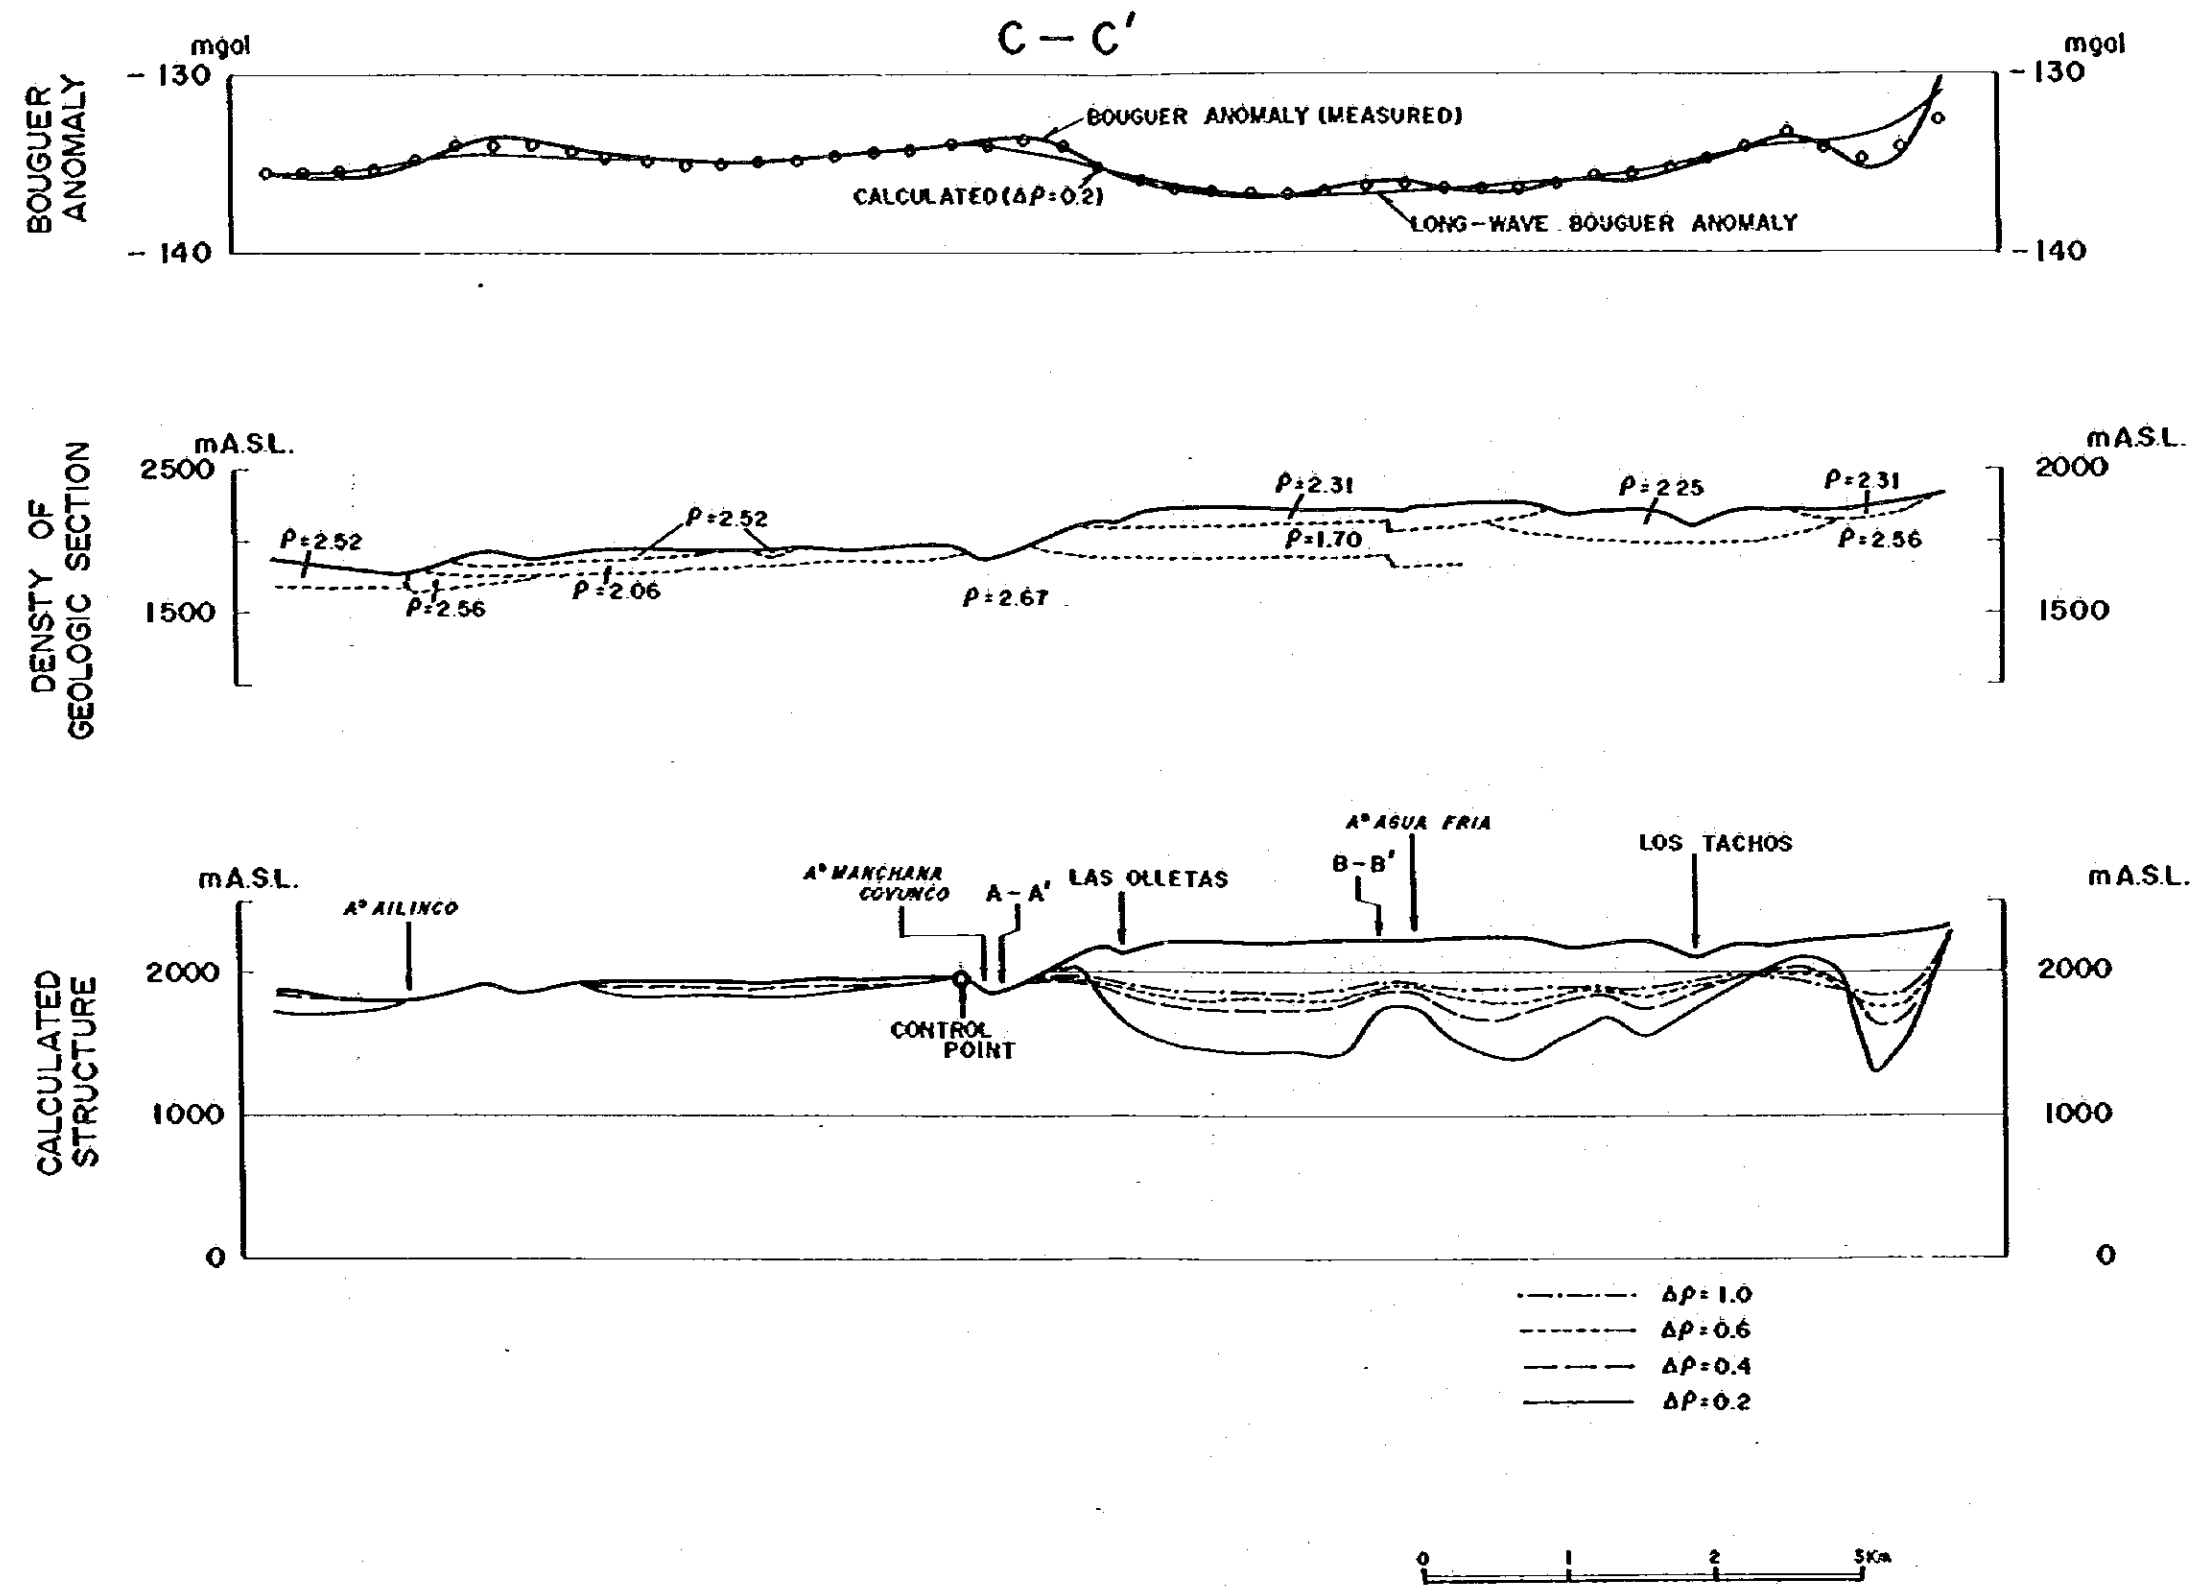 C - C'
mgal
mgal
-130
-130
BOUGUER
ANOMALY
BOUGUER ANOMALY (MEASURED)
CALCULATED (Δρ=0.2)
LONG-WAVE BOUGUER ANOMALY
-140
-140
DENSITY OF
GEOLOGIC SECTION
mA.S.L.
mA.S.L.
2500
2000
ρ=2.52
ρ=2.52
ρ=2.31
ρ=2.25
ρ=2.31
ρ=1.70
ρ=2.56
ρ=2.56
ρ=2.06
ρ=2.67
1500
1500
CALCULATED
STRUCTURE
mA.S.L.
mA.S.L.
A° AILINCO
A° MANCHANA
COVUNCO
A - A'
LAS OLLETAS
B-B'
A° AGUA FRIA
LOS TACHOS
2000
2000
CONTROL
POINT
1000
1000
0
0
Δρ=1.0
Δρ=0.6
Δρ=0.4
Δρ=0.2
0 1 2 3Km